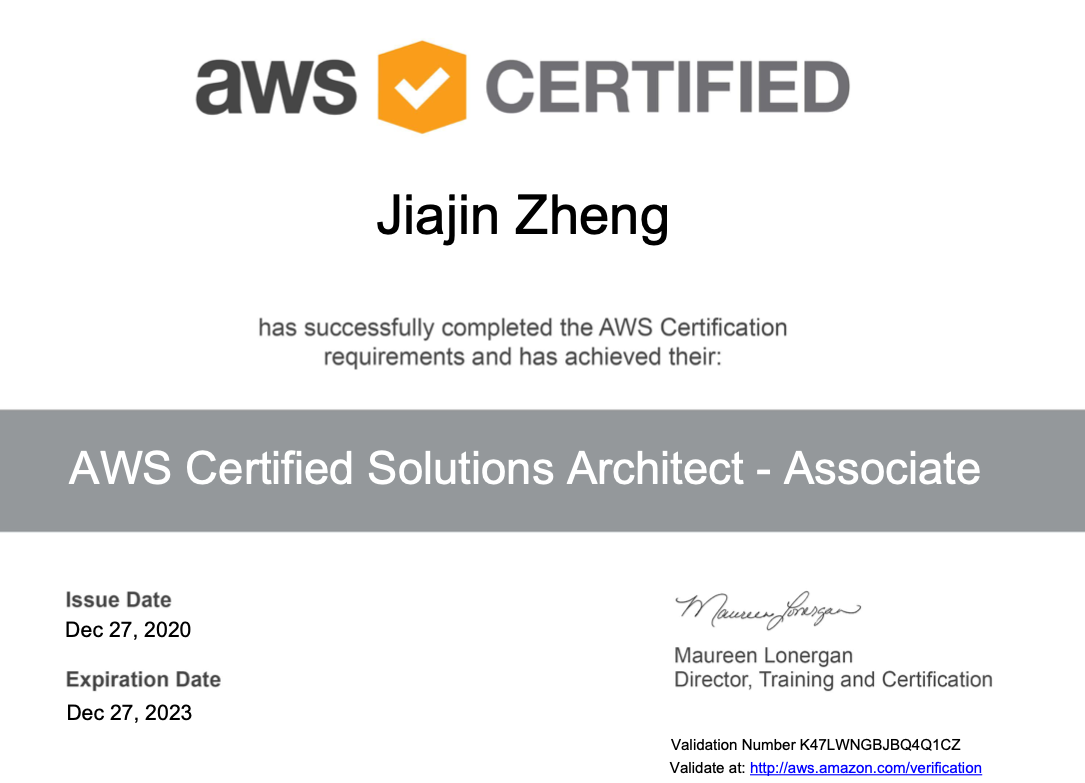 aws CERTIFIED
Jiajin Zheng
has successfully completed the AWS Certification
requirements and has achieved their:
AWS Certified Solutions Architect - Associate
Issue Date
Dec 27, 2020
Expiration Date
Dec 27, 2023
Maureen Lonergan
Maureen Lonergan
Director, Training and Certification
Validation Number K47LWNGBJBQ4Q1CZ
Validate at: http://aws.amazon.com/verification